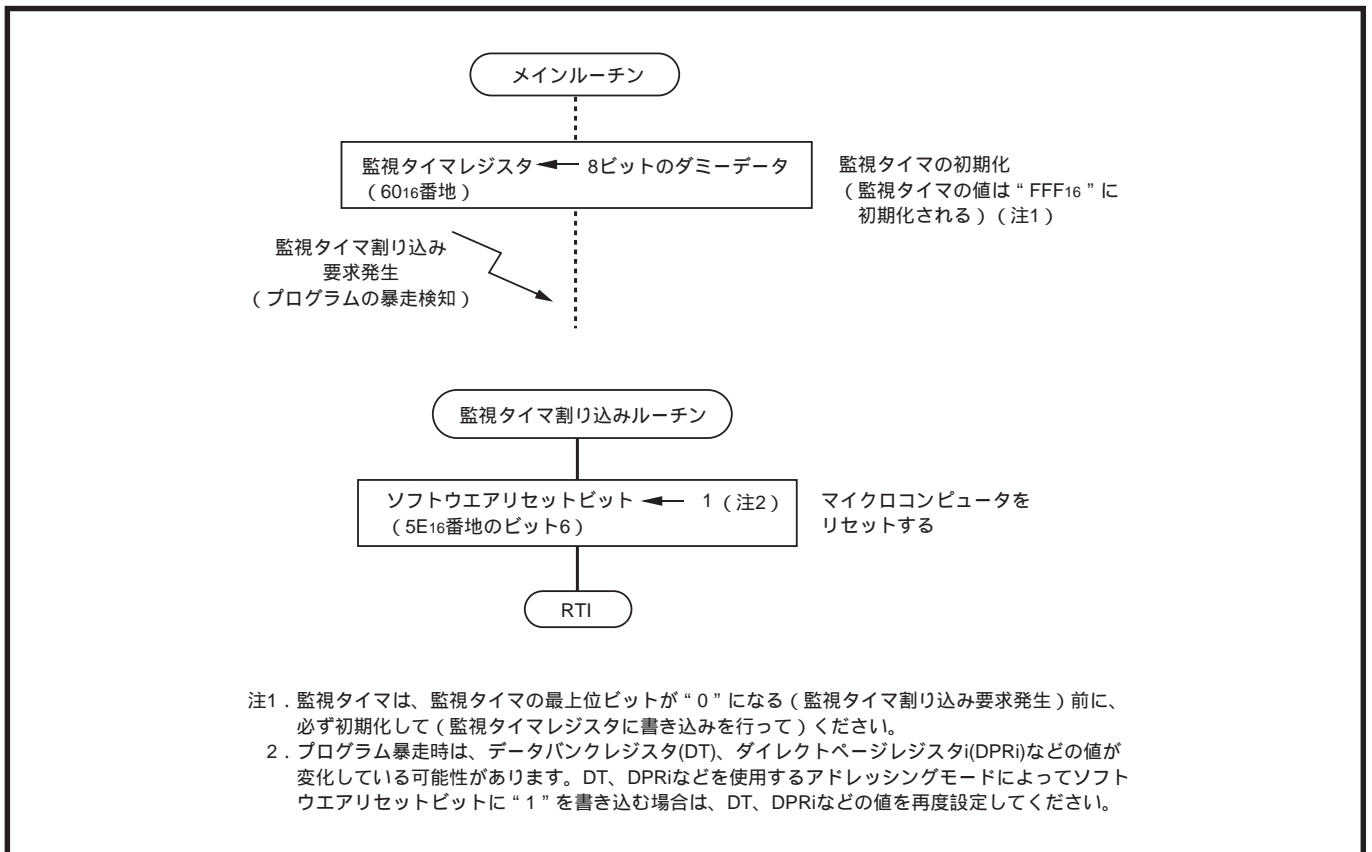 メインルーチン
監視タイマレジスタ ← 8ビットのダミーデータ
（6016番地）
監視タイマの初期化
（監視タイマの値は“FFF16”に
初期化される）（注1）
監視タイマ割り込み
要求発生
（プログラムの暴走検知）
監視タイマ割り込みルーチン
ソフトウエアリセットビット ← 1（注2）
（5E16番地のビット6）
マイクロコンピュータを
リセットする
RTI
注1．監視タイマは、監視タイマの最上位ビットが“0”になる（監視タイマ割り込み要求発生）前に、
必ず初期化して（監視タイマレジスタに書き込みを行って）ください。
2．プログラム暴走時は、データバンクレジスタ(DT)、ダイレクトページレジスタi(DPRi)などの値が
変化している可能性があります。DT、DPRiなどを使用するアドレッシングモードによってソフト
ウエアリセットビットに“1”を書き込む場合は、DT、DPRiなどの値を再度設定してください。